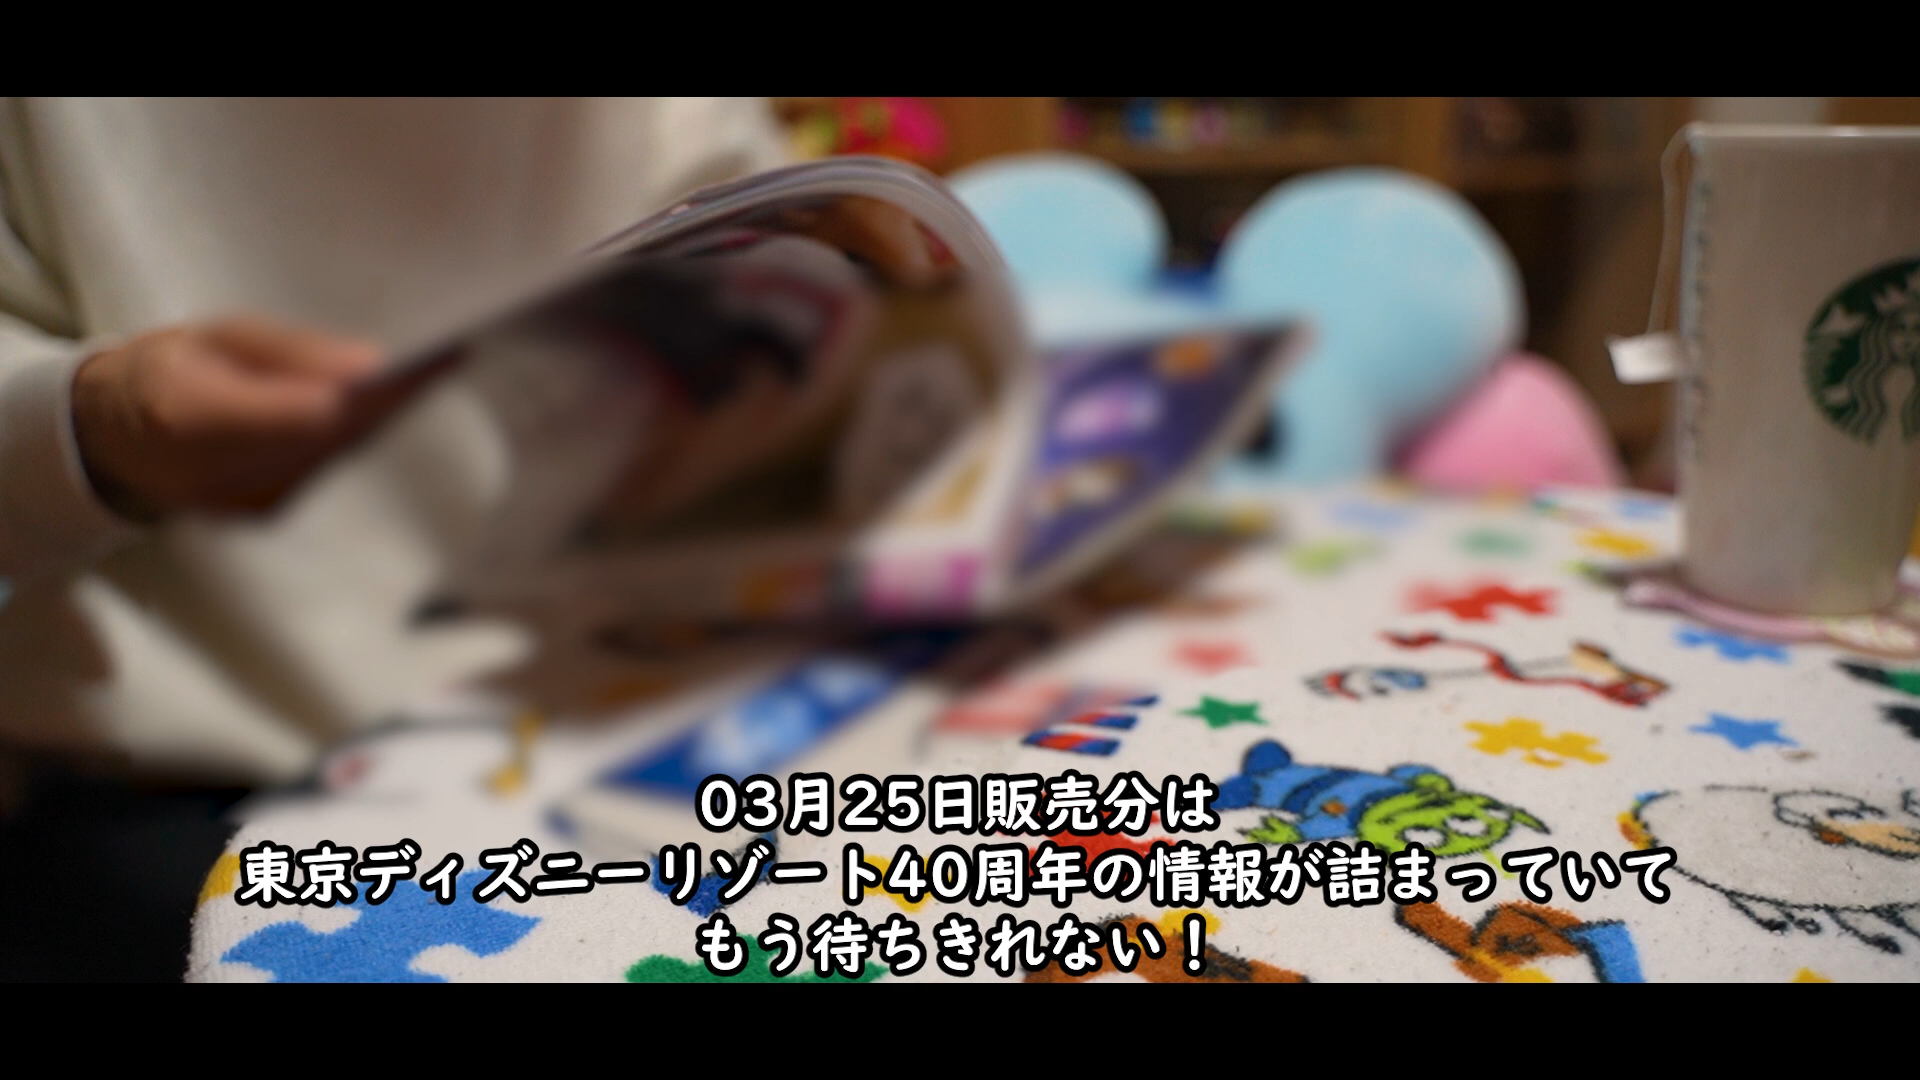 03月25日販売分は
東京ディズニーリゾート40周年の情報が詰まっていて
もう待ちきれない！